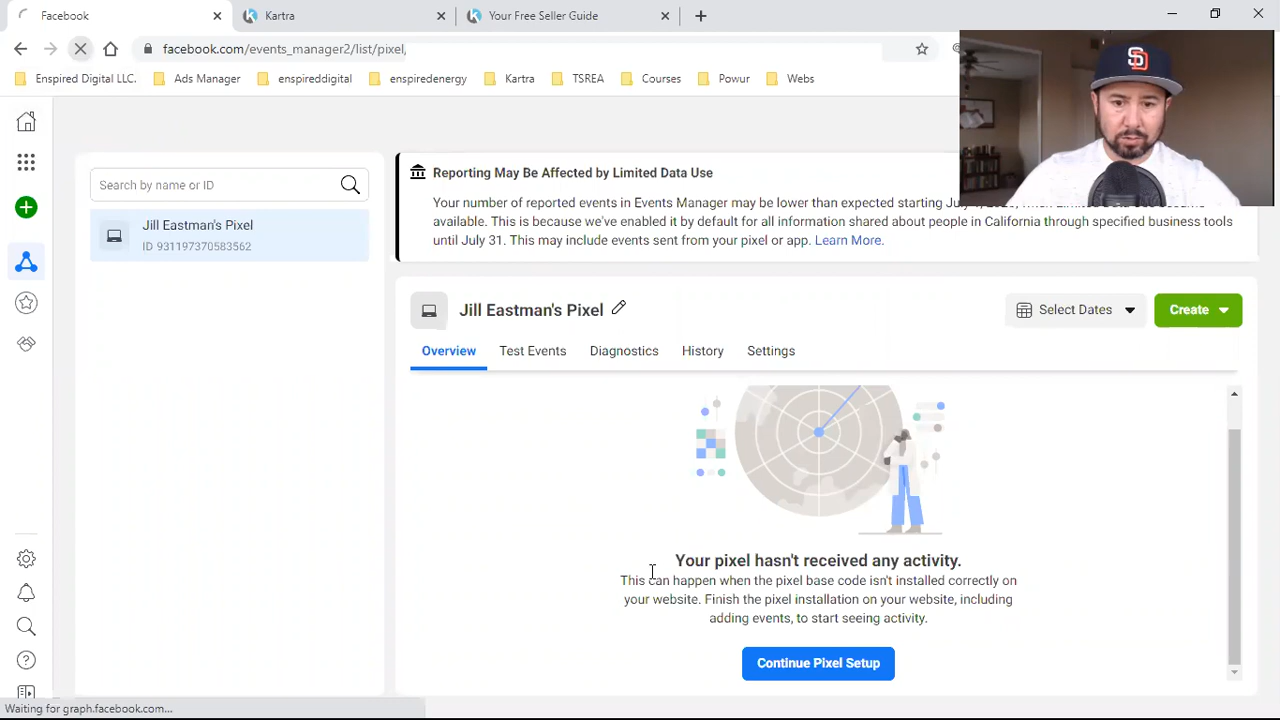 Facebook
Kartra
Your Free Seller Guide
facebook.com/events_manager2/list/pixel,
Enspired Digital LLC.
Ads Manager
enspireddigital
enspiredenergy
Kartra
TSREA
Courses
Powur
Webs
Search by name or ID
Jill Eastman's Pixel
ID 931197370583562
Reporting May Be Affected by Limited Data Use
Your number of reported events in Events Manager may be lower than expected starting
available. This is because we've enabled it by default for all information shared about people in California through specified business tools
until July 31. This may include events sent from your pixel or app. Learn More.
Jill Eastman's Pixel
Select Dates
Create
Overview
Test Events
Diagnostics
History
Settings
Your pixel hasn't received any activity.
This can happen when the pixel base code isn't installed correctly on
your website. Finish the pixel installation on your website, including
adding events, to start seeing activity.
Continue Pixel Setup
Waiting for graph.facebook.com...
SD